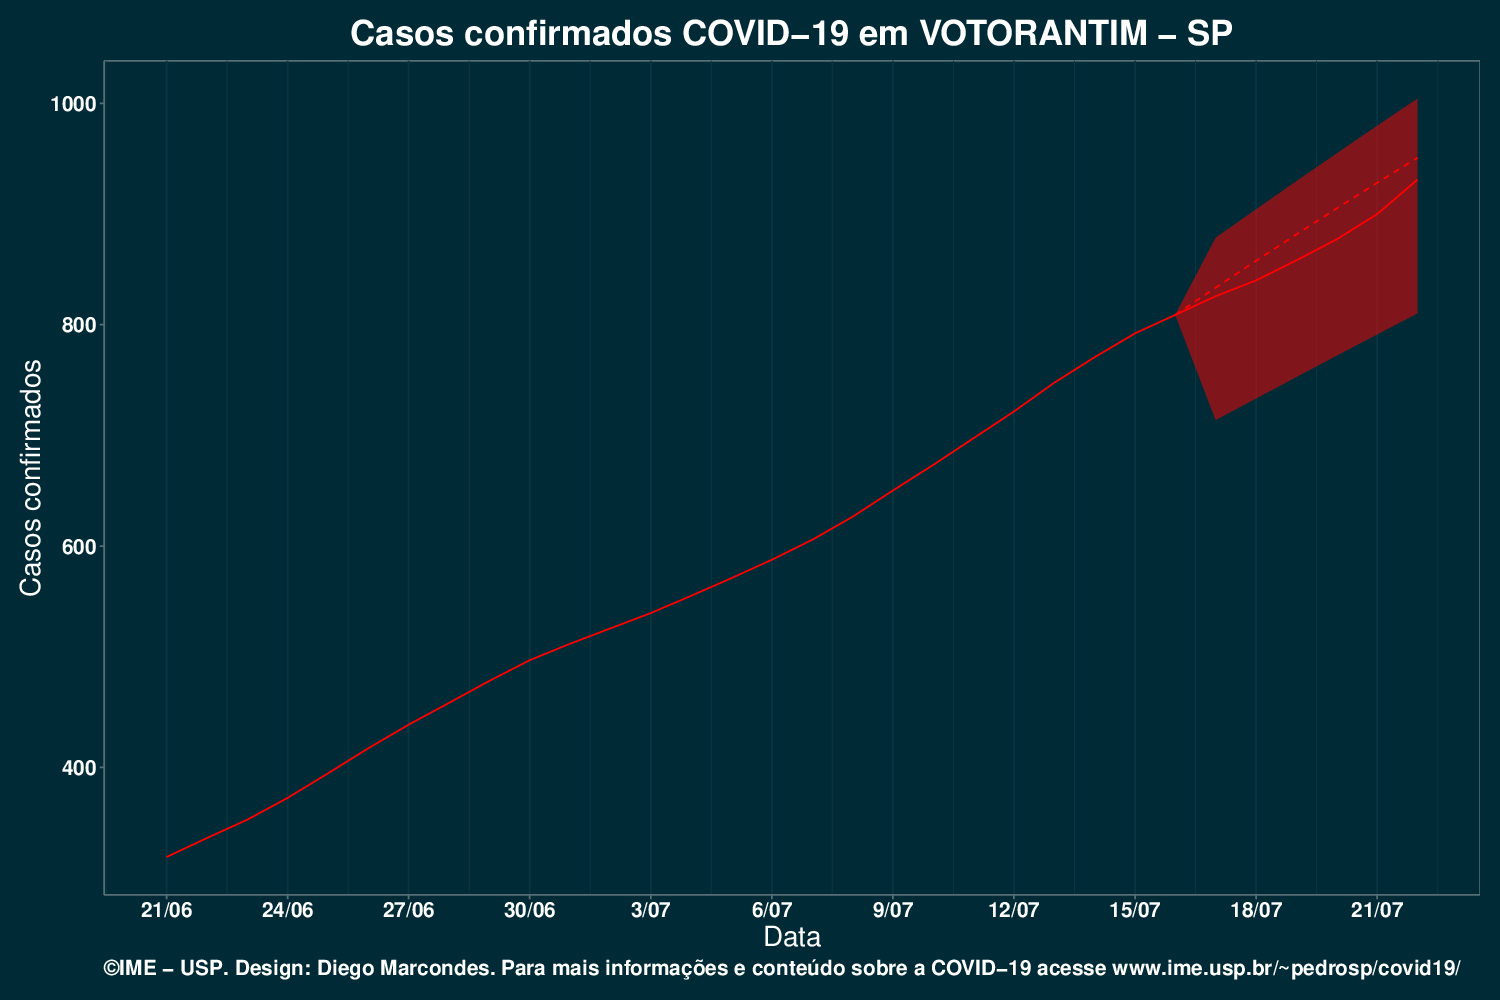 Casos confirmados COVID−19 em VOTORANTIM − SP
Casos confirmados
1000
800
600
400
21/06 24/06 27/06 30/06 3/07 6/07 9/07 12/07 15/07 18/07 21/07
Data
©IME − USP. Design: Diego Marcondes. Para mais informações e conteúdo sobre a COVID−19 acesse www.ime.usp.br/~pedrosp/covid19/